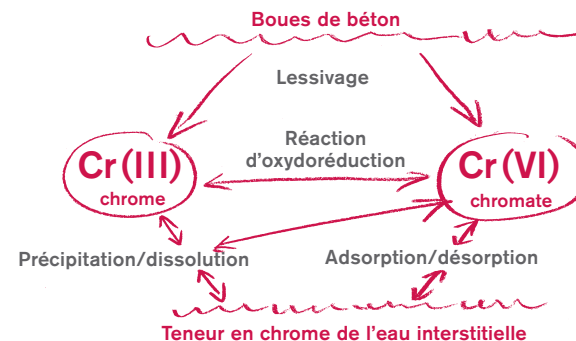 Boues de béton
Lessivage
Réaction
d'oxydoréduction
Cr(III)
chrome
Cr(VI)
chromate
Précipitation/dissolution
Adsorption/désorption
Teneur en chrome de l'eau interstitielle